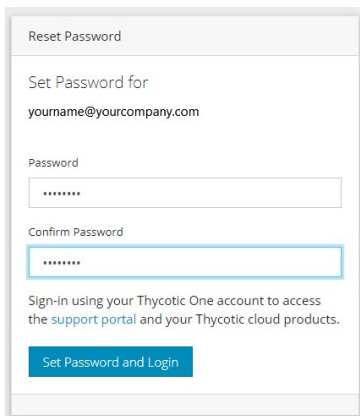 Reset Password
Set Password for
yourname@yourcompany.com
Password
••••••••
Confirm Password
••••••••
Sign-in using your Thycotic One account to access
the support portal and your Thycotic cloud products.
Set Password and Login